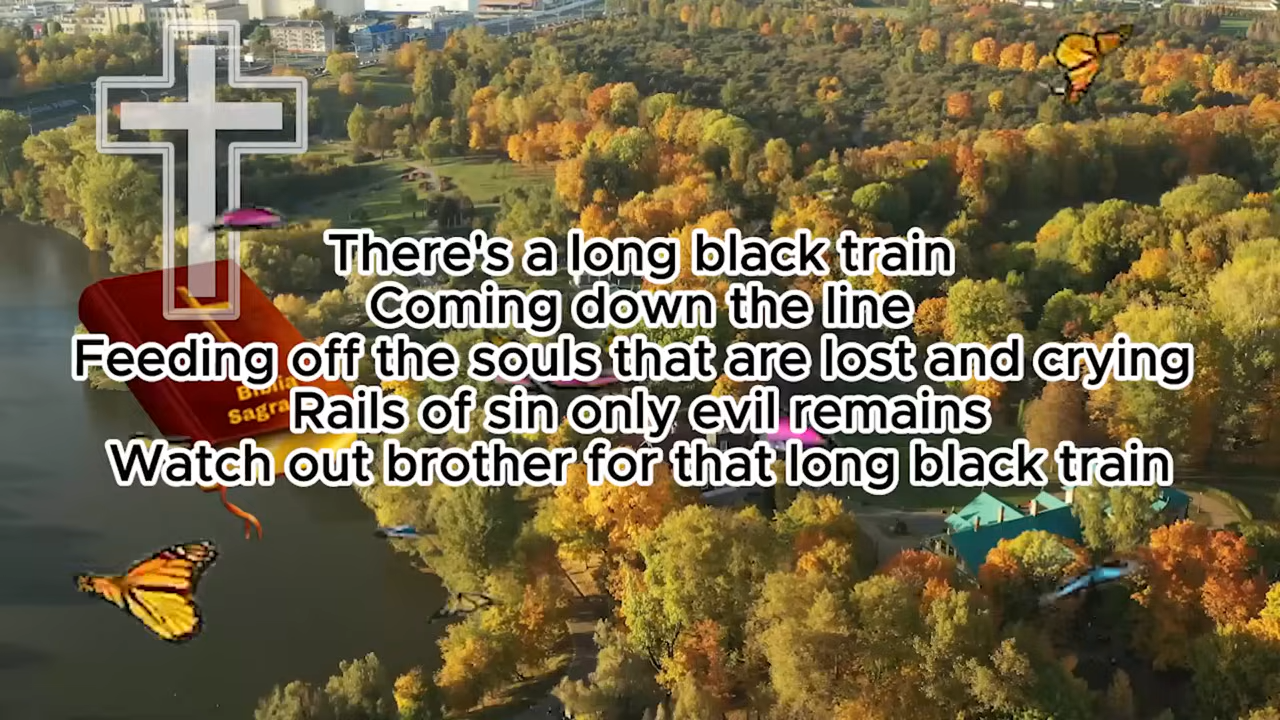 There's a long black train
Coming down the line
Feeding off the souls that are lost and crying
Rails of sin only evil remains
Watch out brother for that long black train
Sagra